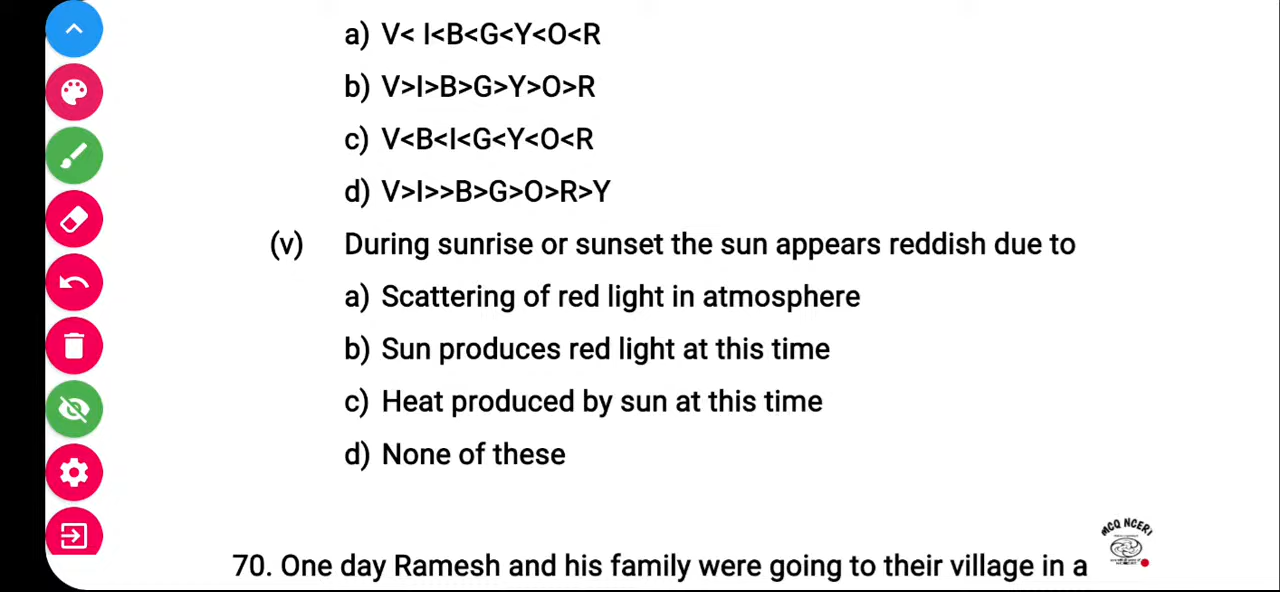 a) V< I<B<G<Y<O<R
b) V>I>B>G>Y>O>R
c) V<B<I<G<Y<O<R
d) V>I>>B>G>O>R>Y
(v) During sunrise or sunset the sun appears reddish due to
a) Scattering of red light in atmosphere
b) Sun produces red light at this time
c) Heat produced by sun at this time
d) None of these
MCQ NCERT
70. One day Ramesh and his family were going to their village in a